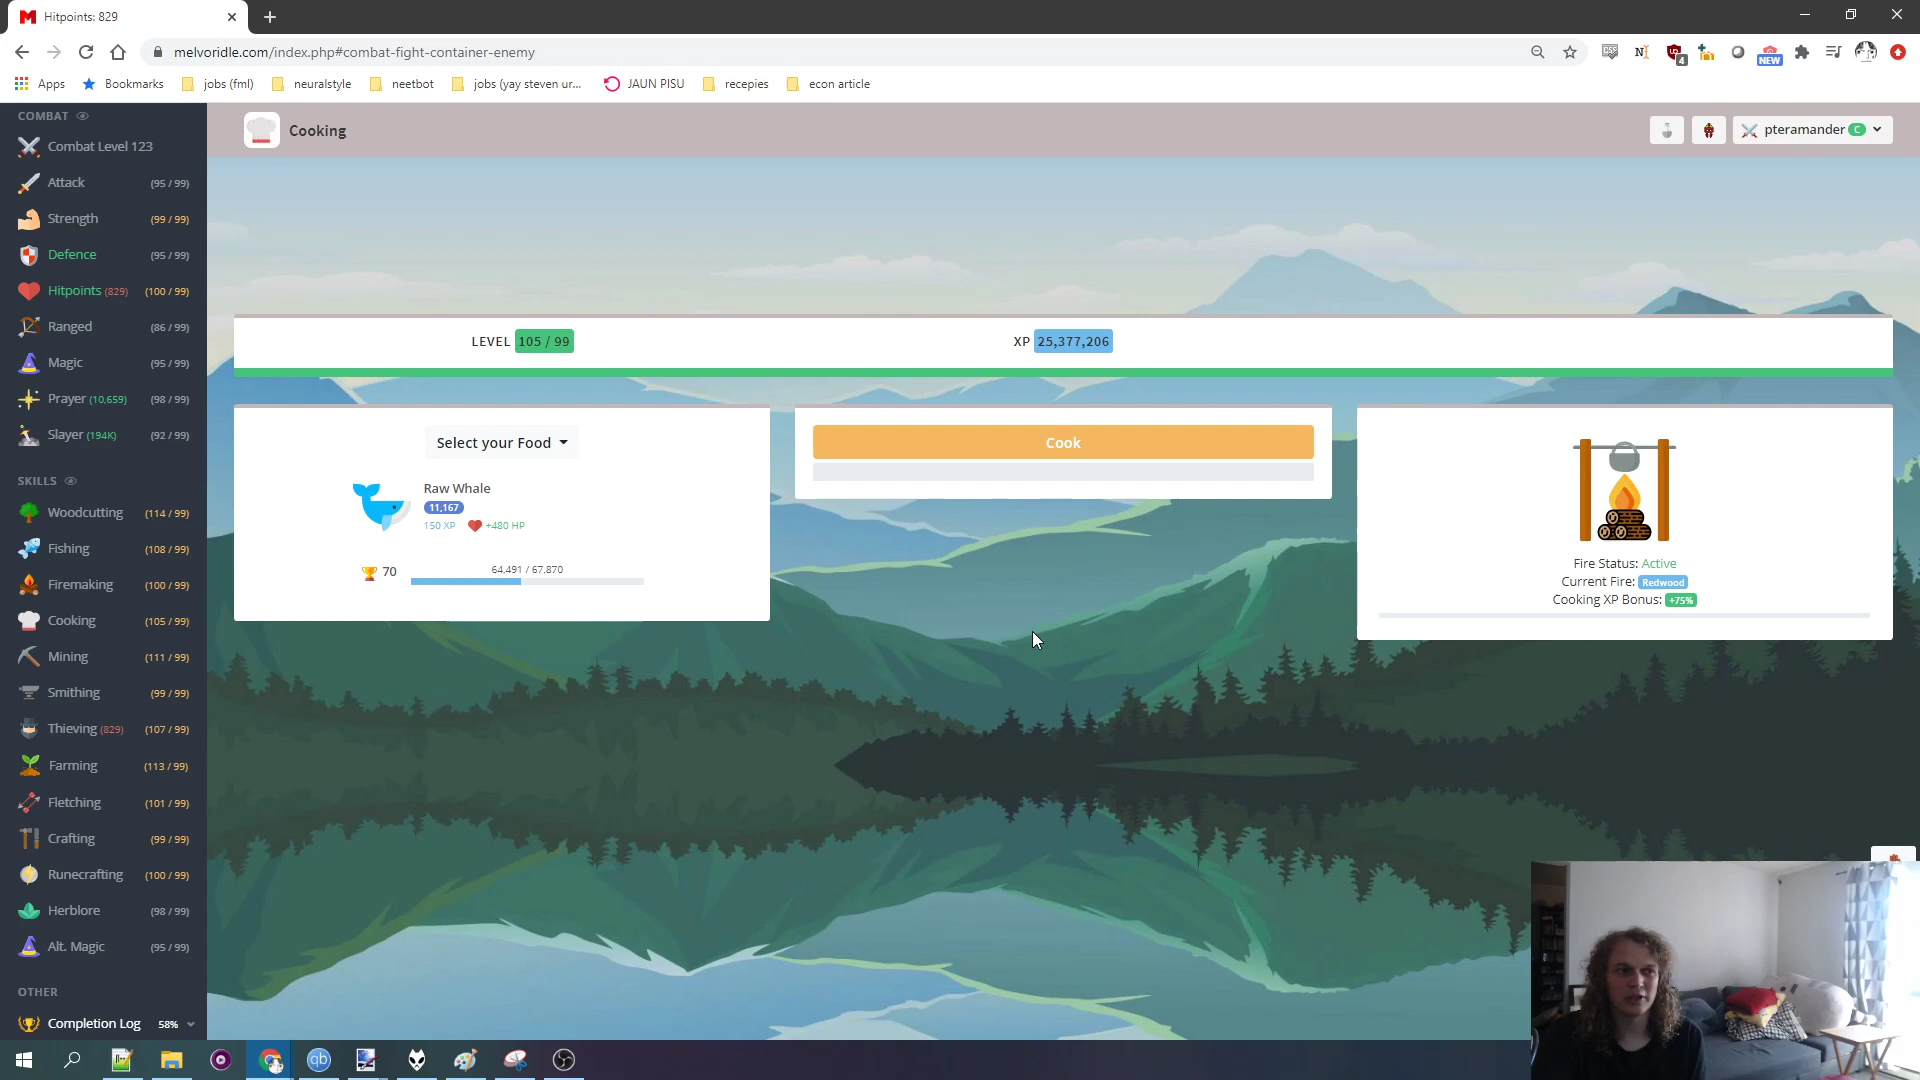 Hitpoints: 829
melvoridle.com/index.php#combat-fight-container-enemy
4
NEW
Apps
Bookmarks
jobs (fml)
neuralstyle
neetbot
jobs (yay steven ur...
JAUN PISU
recepies
econ article
COMBAT
Combat Level 123
Attack (95 / 99)
Strength (99 / 99)
Defence (95 / 99)
Hitpoints (829) (100 / 99)
Ranged (86 / 99)
Magic (95 / 99)
Prayer (10,659) (98 / 99)
Slayer (194K) (92 / 99)
SKILLS
Woodcutting (114 / 99)
Fishing (108 / 99)
Firemaking (100 / 99)
Cooking (105 / 99)
Mining (111 / 99)
Smithing (99 / 99)
Thieving (829) (107 / 99)
Farming (113 / 99)
Fletching (101 / 99)
Crafting (99 / 99)
Runecrafting (100 / 99)
Herblore (98 / 99)
Alt. Magic (95 / 99)
OTHER
Completion Log 58%
Cooking
pteramander C
LEVEL 105 / 99
XP 25,377,206
Select your Food
Raw Whale
11,167
150 XP +480 HP
70
64,491 / 67,870
Cook
Fire Status: Active
Current Fire: Redwood
Cooking XP Bonus: +75%
qb